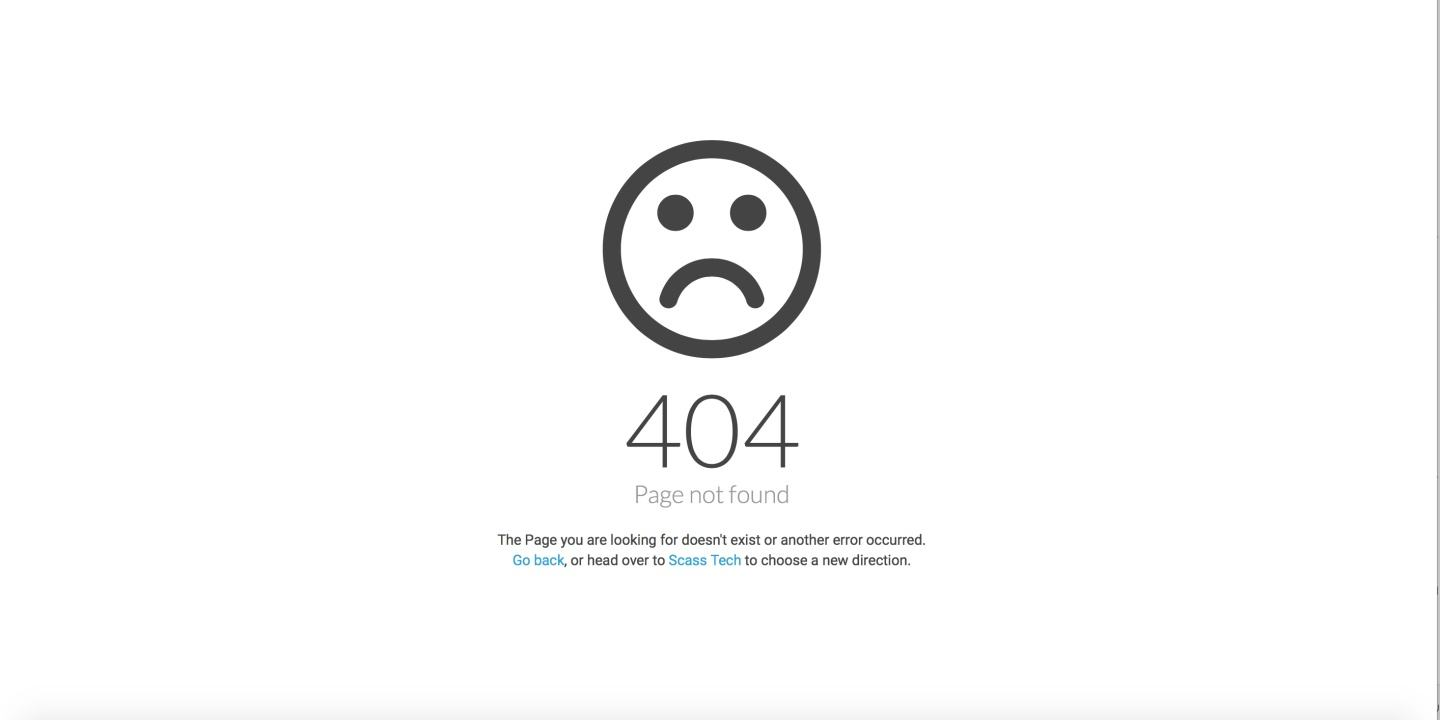 404
Page not found
The Page you are looking for doesn't exist or another error occurred.
Go back, or head over to Scass Tech to choose a new direction.